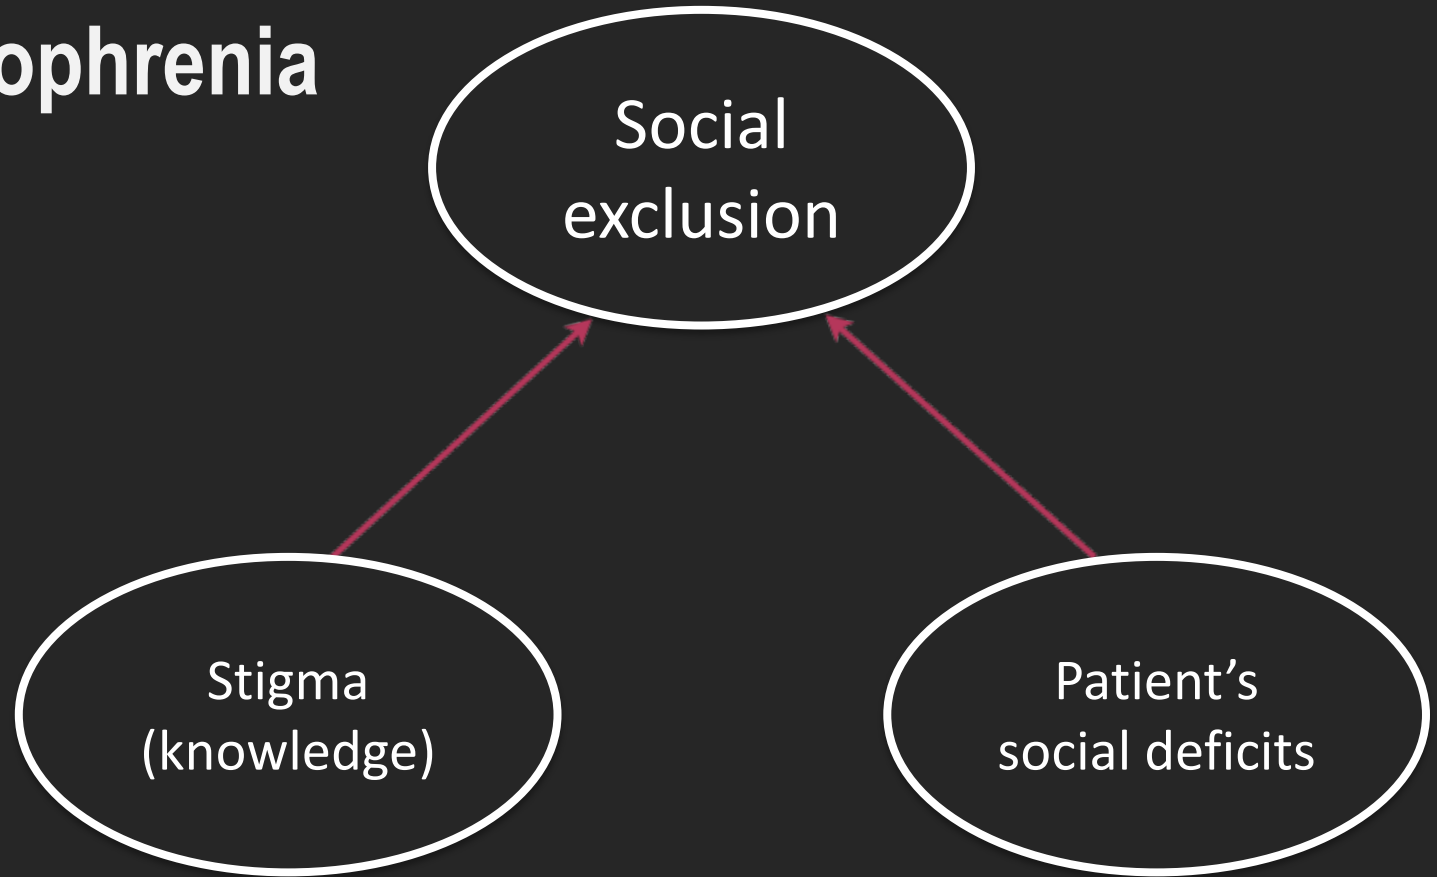 ophrenia
Social
exclusion
Stigma
(knowledge)
Patient’s
social deficits